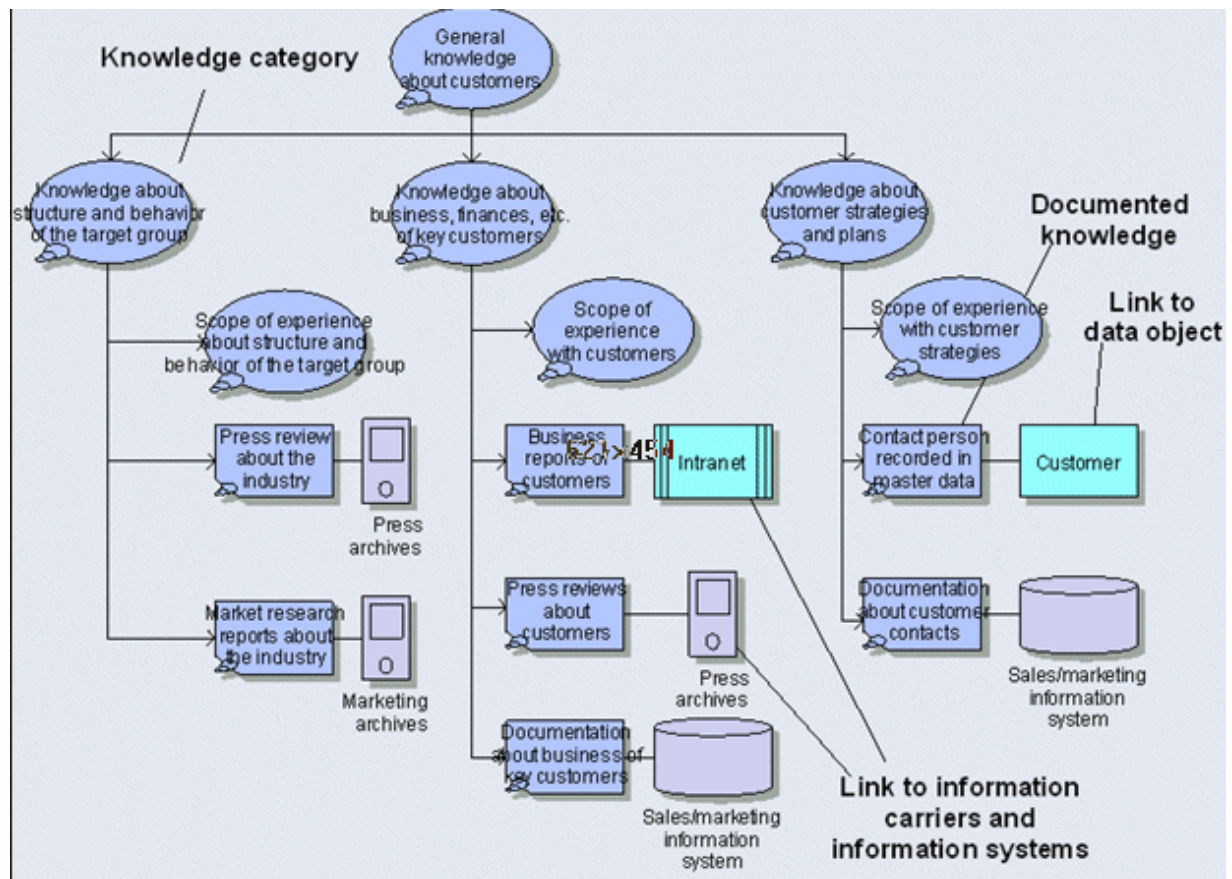 General
knowledge
about customers
Knowledge category
Knowledge about
structure and behavior
of the target group
Knowledge about
business, finances, etc.
of key customers
Knowledge about
customer strategies
and plans
Documented
knowledge
Scope of experience
about structure and
behavior of the target group
Scope of
experience
with customers
Scope of experience
with customer
strategies
Link to
data object
Press review
about the
industry
Press
archives
Business
reports of
customers
Intranet
Contact person
recorded in
master data
Customer
Market research
reports about
the industry
Marketing
archives
Press reviews
about
customers
Press
archives
Documentation
about customer
contacts
Sales/marketing
information
system
Documentation
about business of
key customers
Sales/marketing
information
system
Link to information
carriers and
information systems